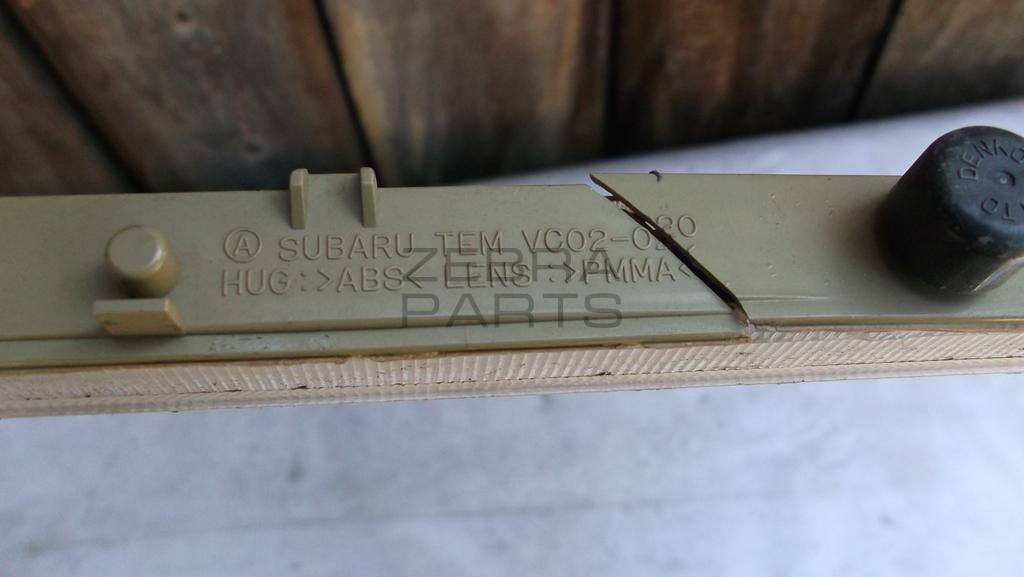 Ⓐ SUBARU TEM VC02-020
HUG:>ABS< LENS :>PMMA<
ZEBRA
PARTS